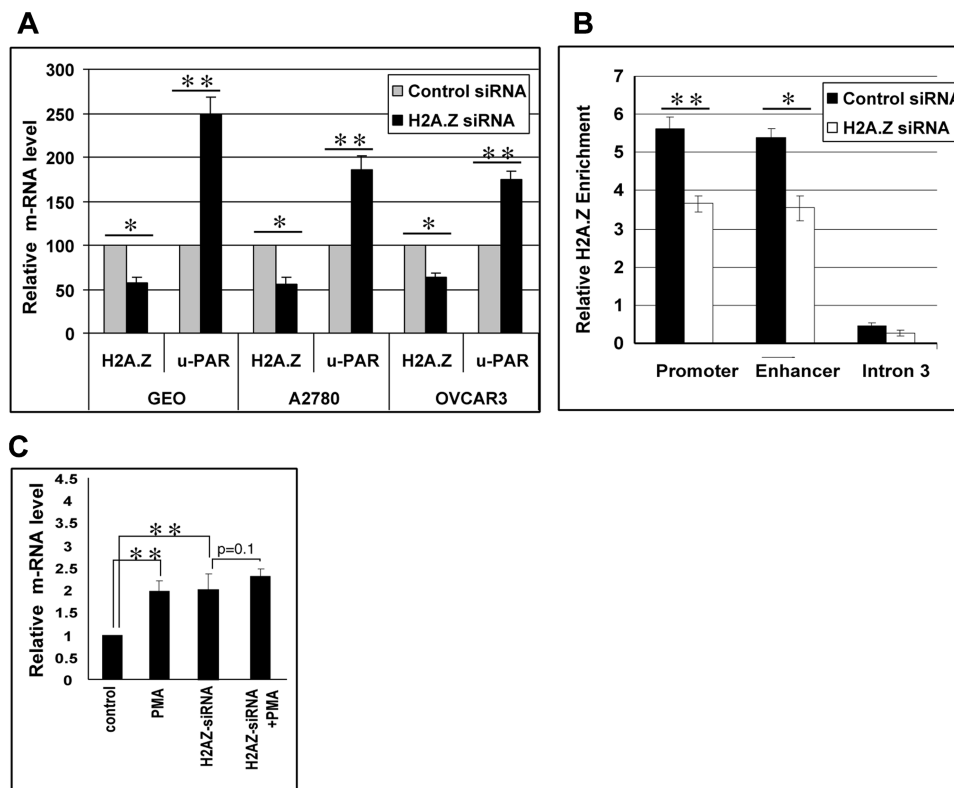 A
Relative m-RNA level
300
250
200
150
100
50
0
Control siRNA
H2A.Z siRNA
*
**
*
**
*
**
H2A.Z u-PAR H2A.Z u-PAR H2A.Z u-PAR
GEO A2780 OVCAR3
B
Relative H2A.Z Enrichment
7
6
5
4
3
2
1
0
Control siRNA
H2A.Z siRNA
**
*
Promoter Enhancer Intron 3
C
Relative m-RNA level
4.5
4
3.5
3
2.5
2
1.5
1
0.5
0
**
**
p=0.1
control
PMA
H2AZ-siRNA
H2AZ-siRNA
+PMA